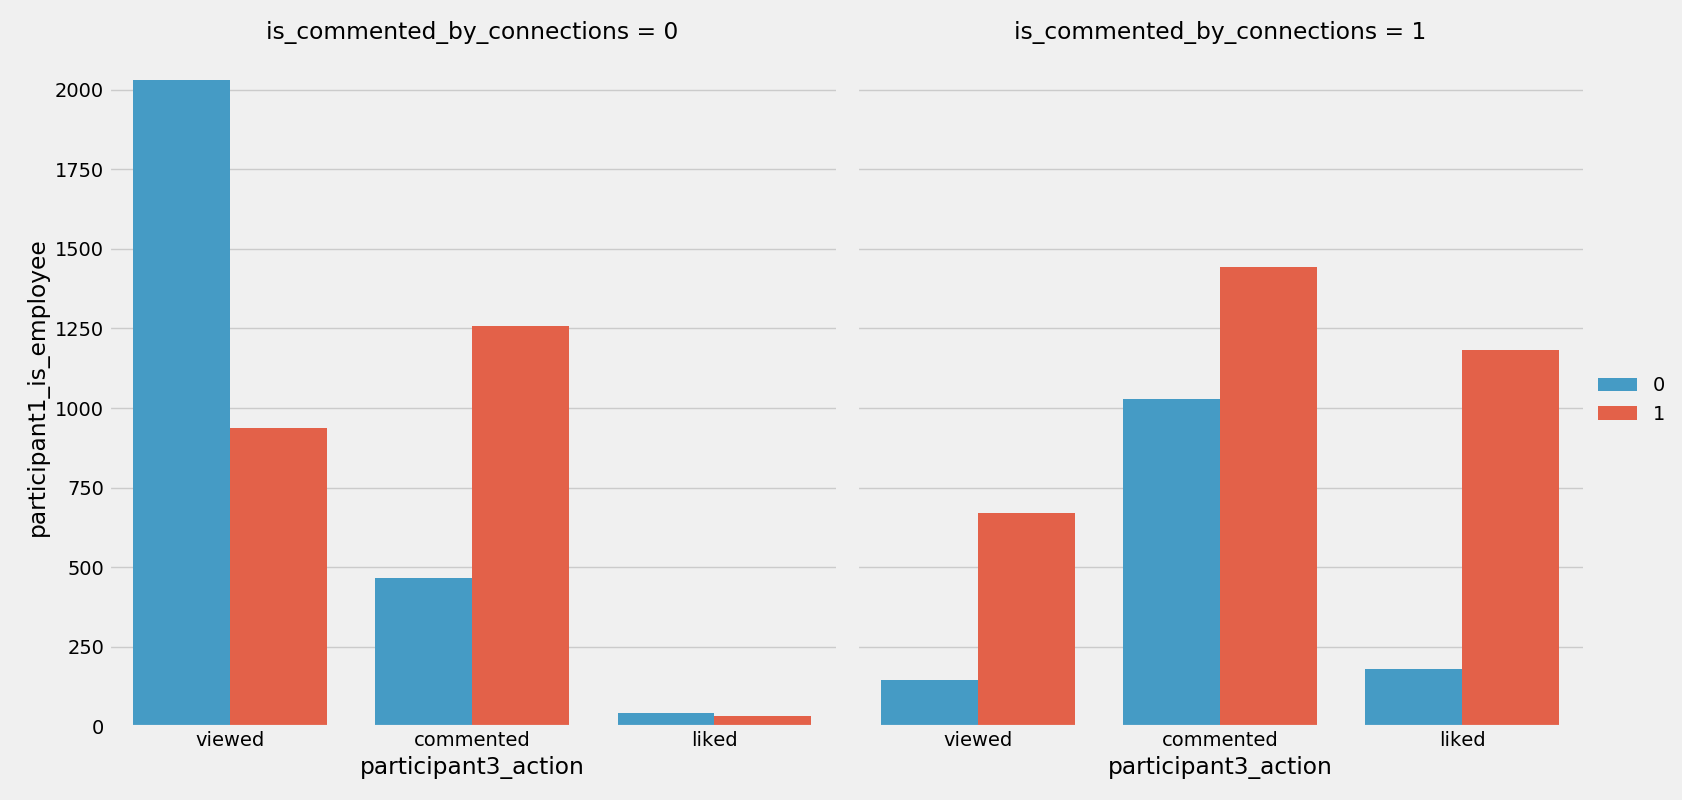 is_commented_by_connections = 0
is_commented_by_connections = 1
participant1_is_employee
2000
1750
1500
1250
1000
750
500
250
0
viewed commented liked
viewed commented liked
participant3_action
participant3_action
0
1